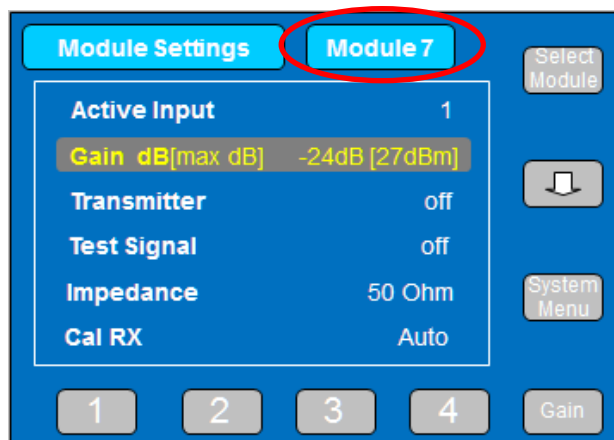 Module Settings Module 7
Select
Module
Active Input 1
Gain dB[max dB] -24dB [27dBm]
Transmitter off
Test Signal off
Impedance 50 Ohm
System
Menu
Cal RX Auto
1 2 3 4 Gain